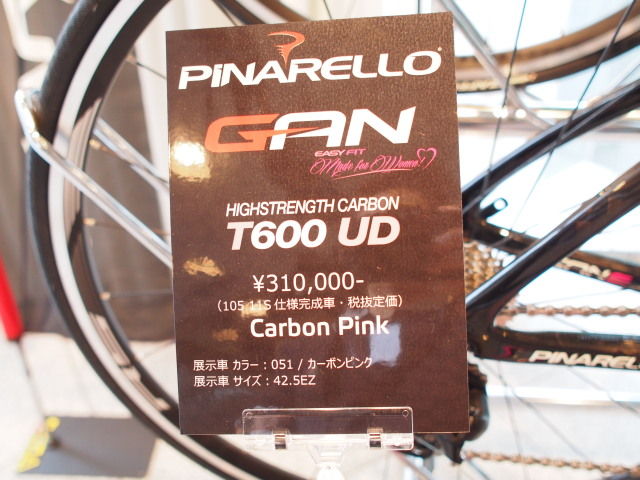 PINARELLO
GAN
EASY FIT
Made for Women
HIGHSTRENGTH CARBON
T600 UD
¥310,000-
（105 11S 仕様完成車・税抜定価）
Carbon Pink
展示車 カラー：051 / カーボンピンク
展示車 サイズ：42.5EZ
PINARELLO